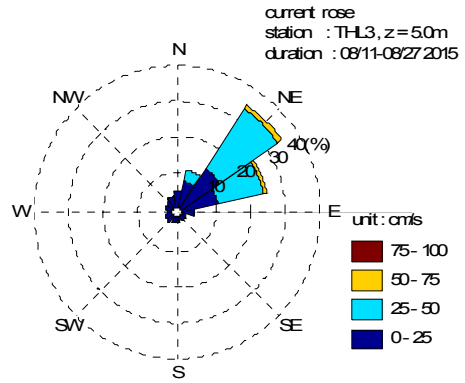 current rose
station : THL3, z = 5.0m
duration : 08/11-08/27 2015
N
NW
NE
40(%)
30
20
10
W
E
unit : cm/s
75 - 100
50 - 75
25 - 50
0 - 25
SW
SE
S